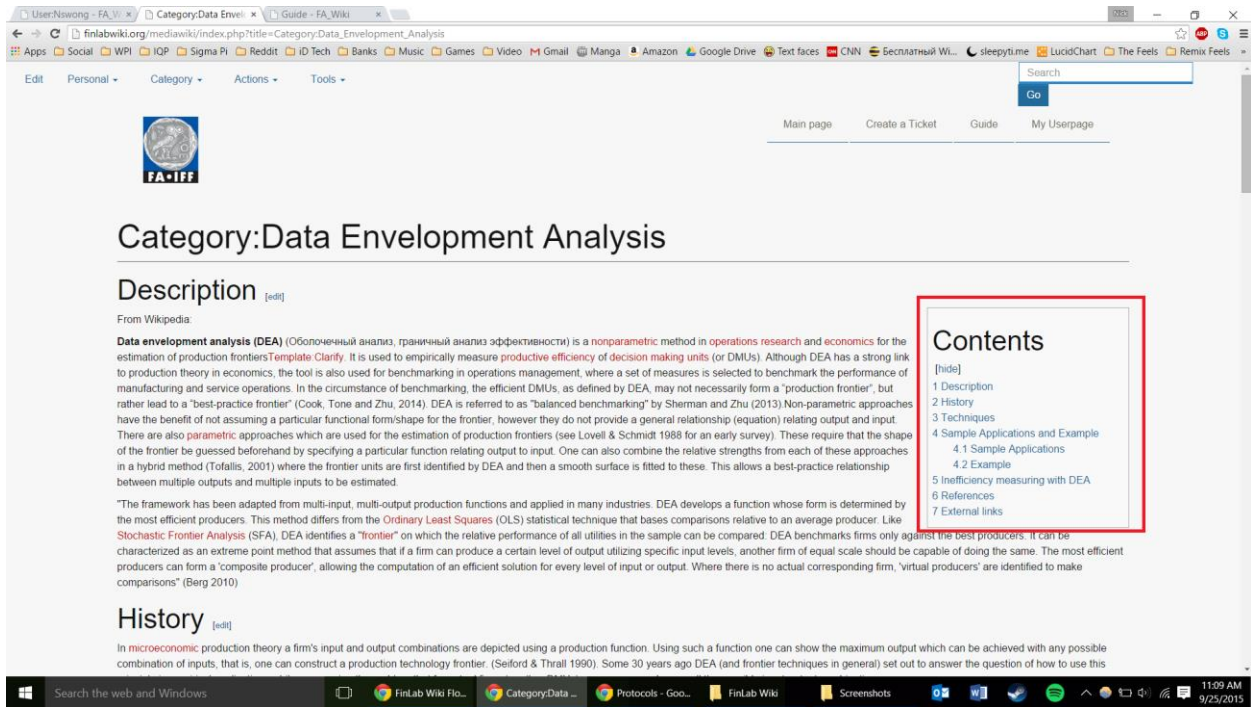 User:Nswong - FA_W
Category:Data Envel
Guide - FA_Wiki
Nick
finlabwiki.org/mediawiki/index.php?title=Category:Data_Envelopment_Analysis
Apps Social WPI IQP Sigma Pi Reddit iD Tech Banks Music Games Video Gmail Manga Amazon Google Drive Text faces CNN Бесплатный Wi... sleepyti.me LucidChart The Feels Remix Feels »
Edit Personal Category Actions Tools
Search
Go
Main page Create a Ticket Guide My Userpage
FA•IFF
Category:Data Envelopment Analysis
Description [edit]
From Wikipedia:
Data envelopment analysis (DEA) (Оболочечный анализ, граничный анализ эффективности) is a nonparametric method in operations research and economics for the
estimation of production frontiersTemplate:Clarify. It is used to empirically measure productive efficiency of decision making units (or DMUs). Although DEA has a strong link
to production theory in economics, the tool is also used for benchmarking in operations management, where a set of measures is selected to benchmark the performance of
manufacturing and service operations. In the circumstance of benchmarking, the efficient DMUs, as defined by DEA, may not necessarily form a "production frontier", but
rather lead to a "best-practice frontier" (Cook, Tone and Zhu, 2014). DEA is referred to as "balanced benchmarking" by Sherman and Zhu (2013).Non-parametric approaches
have the benefit of not assuming a particular functional form/shape for the frontier, however they do not provide a general relationship (equation) relating output and input.
There are also parametric approaches which are used for the estimation of production frontiers (see Lovell & Schmidt 1988 for an early survey). These require that the shape
of the frontier be guessed beforehand by specifying a particular function relating output to input. One can also combine the relative strengths from each of these approaches
in a hybrid method (Tofallis, 2001) where the frontier units are first identified by DEA and then a smooth surface is fitted to these. This allows a best-practice relationship
between multiple outputs and multiple inputs to be estimated.
"The framework has been adapted from multi-input, multi-output production functions and applied in many industries. DEA develops a function whose form is determined by
the most efficient producers. This method differs from the Ordinary Least Squares (OLS) statistical technique that bases comparisons relative to an average producer. Like
Stochastic Frontier Analysis (SFA), DEA identifies a "frontier" on which the relative performance of all utilities in the sample can be compared: DEA benchmarks firms only against the best producers. It can be
characterized as an extreme point method that assumes that if a firm can produce a certain level of output utilizing specific input levels, another firm of equal scale should be capable of doing the same. The most efficient
producers can form a 'composite producer', allowing the computation of an efficient solution for every level of input or output. Where there is no actual corresponding firm, 'virtual producers' are identified to make
comparisons" (Berg 2010)
Contents
[hide]
1 Description
2 History
3 Techniques
4 Sample Applications and Example
4.1 Sample Applications
4.2 Example
5 Inefficiency measuring with DEA
6 References
7 External links
History [edit]
In microeconomic production theory a firm's input and output combinations are depicted using a production function. Using such a function one can show the maximum output which can be achieved with any possible
combination of inputs, that is, one can construct a production technology frontier. (Seiford & Thrall 1990). Some 30 years ago DEA (and frontier techniques in general) set out to answer the question of how to use this
Search the web and Windows
FinLab Wiki Flo...
Category:Data ...
Protocols - Goo...
FinLab Wiki
Screenshots
11:09 AM
9/25/2015